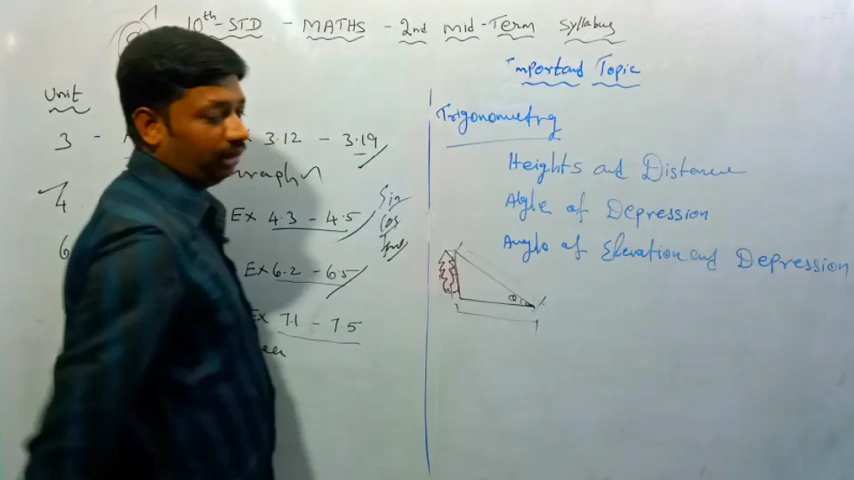 10th-STD - MATHS - 2nd Mid-Term Syllabus
Unit
3 - 3.12 - 3.19
4
Ex 4.3 - 4.5
6
Ex 6.2 - 6.5
Ex 7.1 - 7.5
Sin
Cos
Important Topic
Trigonometry
Heights and Distance
Angle of Depression
Angle of Elevation and Depression